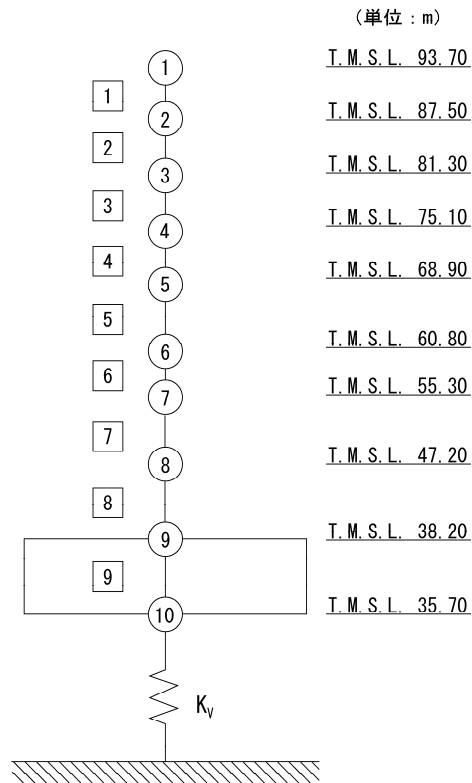 (単位：m)
① T.M.S.L. 93.70
1
② T.M.S.L. 87.50
2
③ T.M.S.L. 81.30
3
④ T.M.S.L. 75.10
4
⑤ T.M.S.L. 68.90
5
⑥ T.M.S.L. 60.80
6
⑦ T.M.S.L. 55.30
7
⑧ T.M.S.L. 47.20
8
⑨ T.M.S.L. 38.20
9
⑩ T.M.S.L. 35.70
Kv